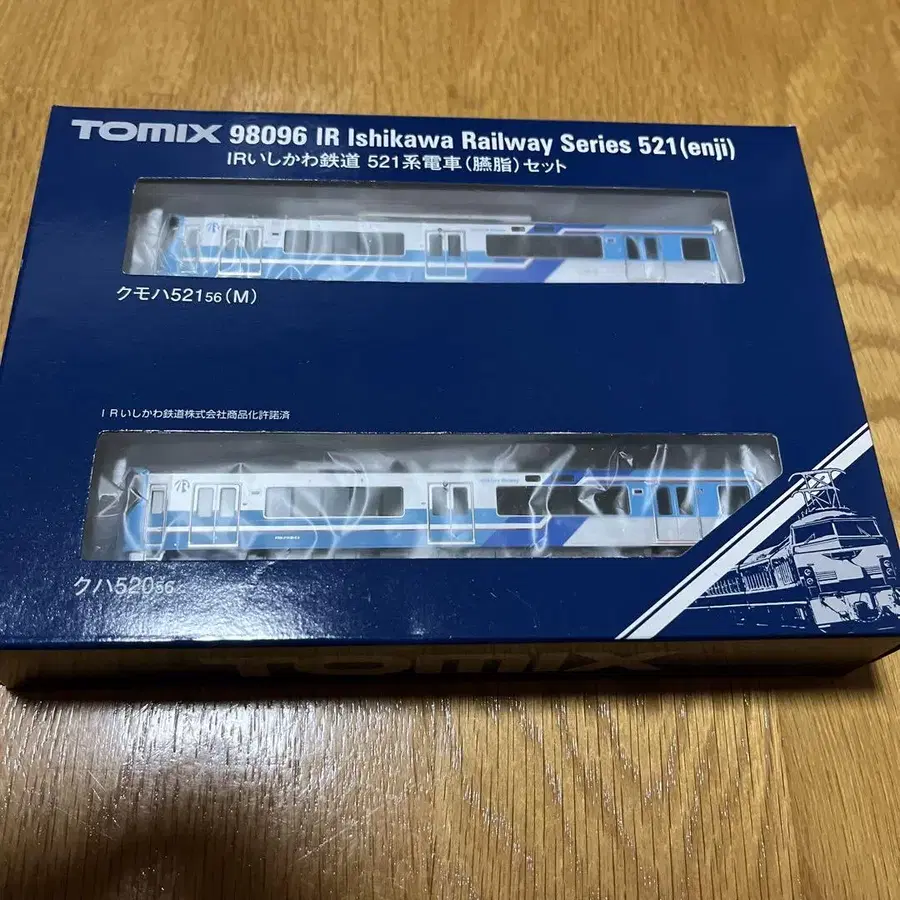 TOMIX 98096 IR Ishikawa Railway Series 521(enji)
IRいしかわ鉄道 521系電車(臙脂)セット
クモハ52156(M)
IRいしかわ鉄道株式会社商品化許諾済
クハ52056
TOMIX